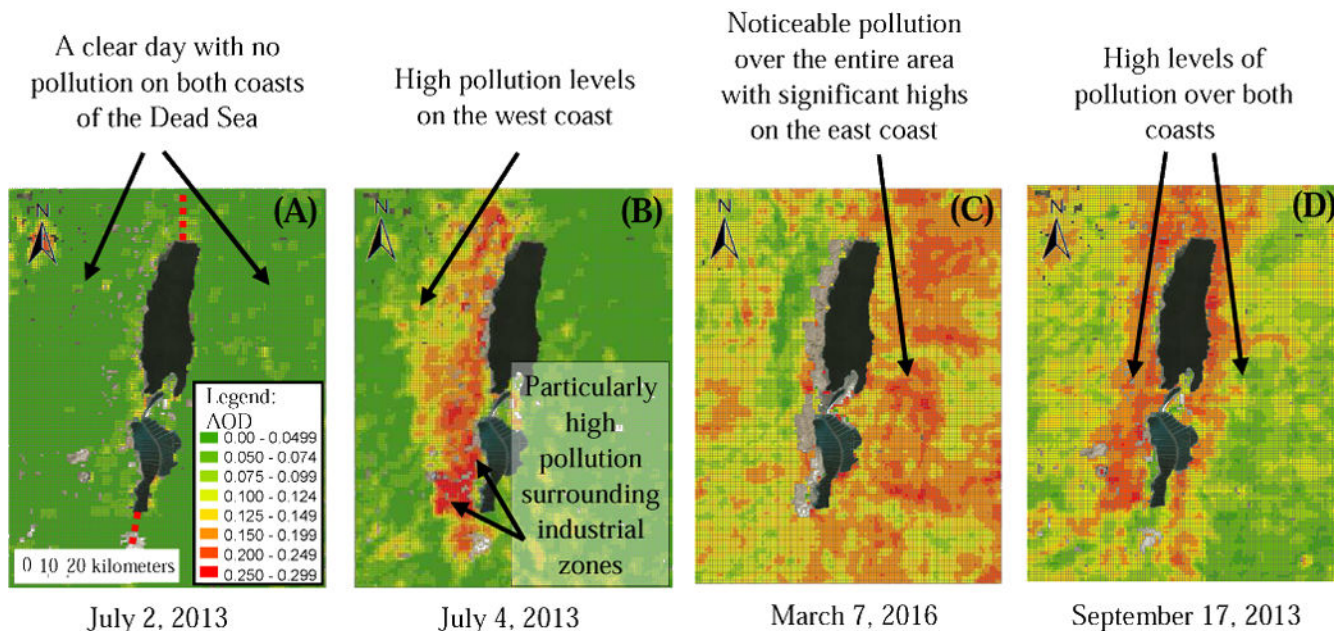 A clear day with no
pollution on both coasts
of the Dead Sea
High pollution levels
on the west coast
Noticeable pollution
over the entire area
with significant highs
on the east coast
High levels of
pollution over both
coasts
N
(A)
Legend:
AOD
0.00 - 0.0499
0.050 - 0.074
0.075 - 0.099
0.100 - 0.124
0.125 - 0.149
0.150 - 0.199
0.200 - 0.249
0.250 - 0.299
0 10 20 kilometers
July 2, 2013
N
(B)
Particularly
high
pollution
surrounding
industrial
zones
July 4, 2013
N
(C)
March 7, 2016
N
(D)
September 17, 2013